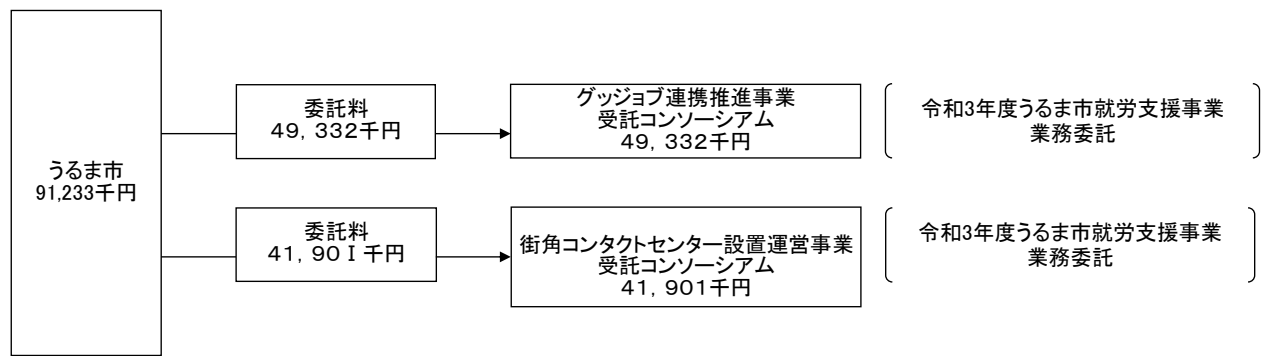 うるま市
91,233千円
委託料
49,332千円
グッジョブ連携推進事業
受託コンソーシアム
49,332千円
令和3年度うるま市就労支援事業
業務委託
委託料
41,90I千円
街角コンタクトセンター設置運営事業
受託コンソーシアム
41,901千円
令和3年度うるま市就労支援事業
業務委託